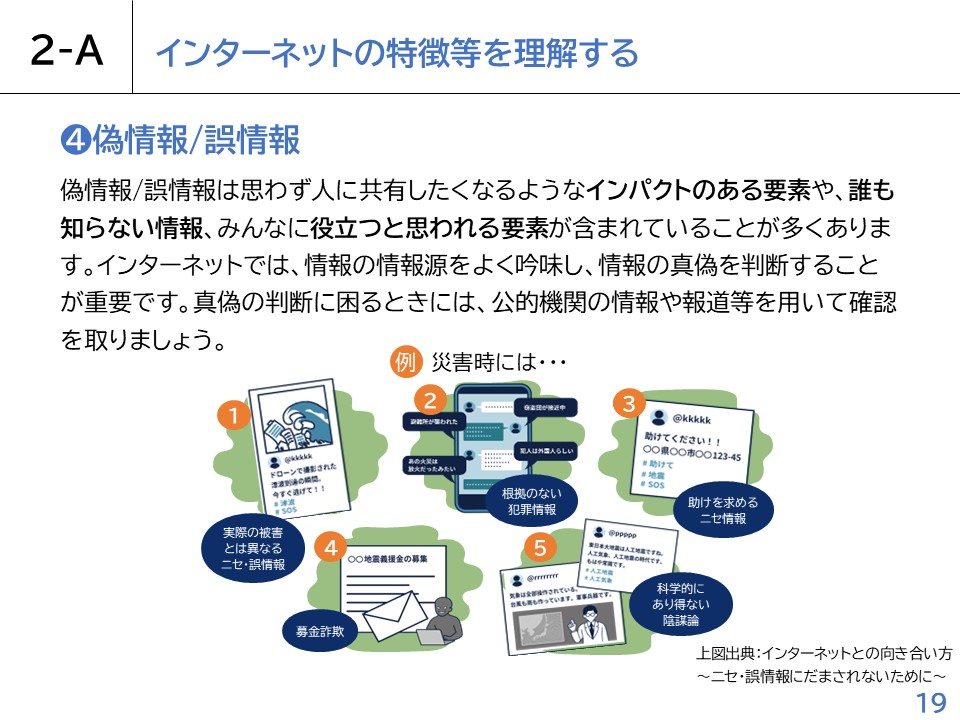 2-A
インターネットの特徴等を理解する
❹偽情報/誤情報
偽情報/誤情報は思わず人に共有したくなるようなインパクトのある要素や、誰も
知らない情報、みんなに役立つと思われる要素が含まれていることが多くありま
す。インターネットでは、情報の情報源をよく吟味し、情報の真偽を判断すること
が重要です。真偽の判断に困るときには、公的機関の情報や報道等を用いて確認
を取りましょう。
例 災害時には・・・
1
@kkkkk
ドローンで撮影された
津波到達の瞬間。
今すぐ逃げて！！
# 津波
# SOS
実際の被害
とは異なる
ニセ・誤情報
2
窃盗団が接近中
避難所が襲われた
犯人は外国人らしい
あの火災は
放火だったみたい
根拠のない
犯罪情報
3
@kkkkk
助けてください！！
〇〇県〇〇市〇〇123-45
# 助けて
# 地震
# SOS
助けを求める
ニセ情報
4
〇〇地震義援金の募集
募金詐欺
5
@ppppp
東日本大地震は人工地震ですね。
人工気象、人工地震の時代です。
もはや常識です。
# 人工地震
# 人工気象
@rrrrrrrr
気象は全部操作されている。
台風も雨も作っています。軍事兵器です。
科学的に
あり得ない
陰謀論
上図出典：インターネットとの向き合い方
～ニセ・誤情報にだまされないために～
19